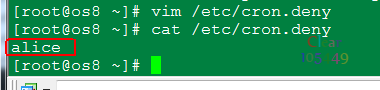 [root@os8 ~]# vim /etc/cron.deny
[root@os8 ~]# cat /etc/cron.deny
alice
[root@os8 ~]#